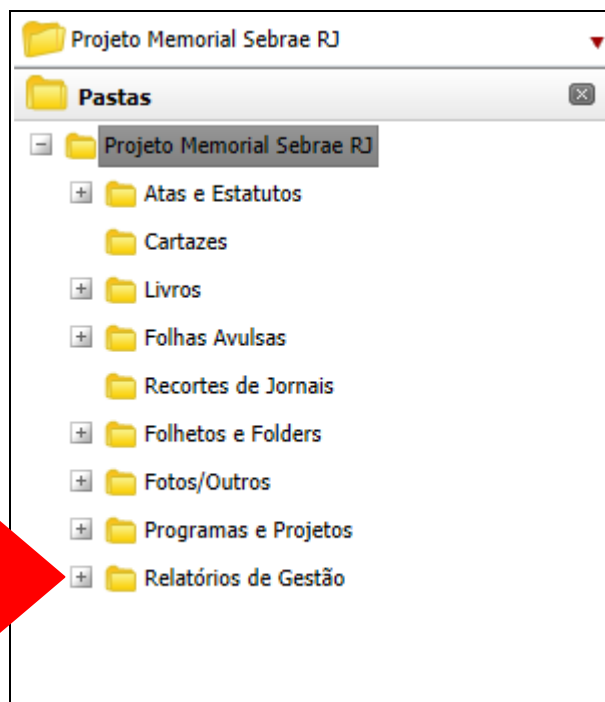 Projeto Memorial Sebrae RJ
Pastas
Projeto Memorial Sebrae RJ
Atas e Estatutos
Cartazes
Livros
Folhas Avulsas
Recortes de Jornais
Folhetos e Folders
Fotos/Outros
Programas e Projetos
Relatórios de Gestão